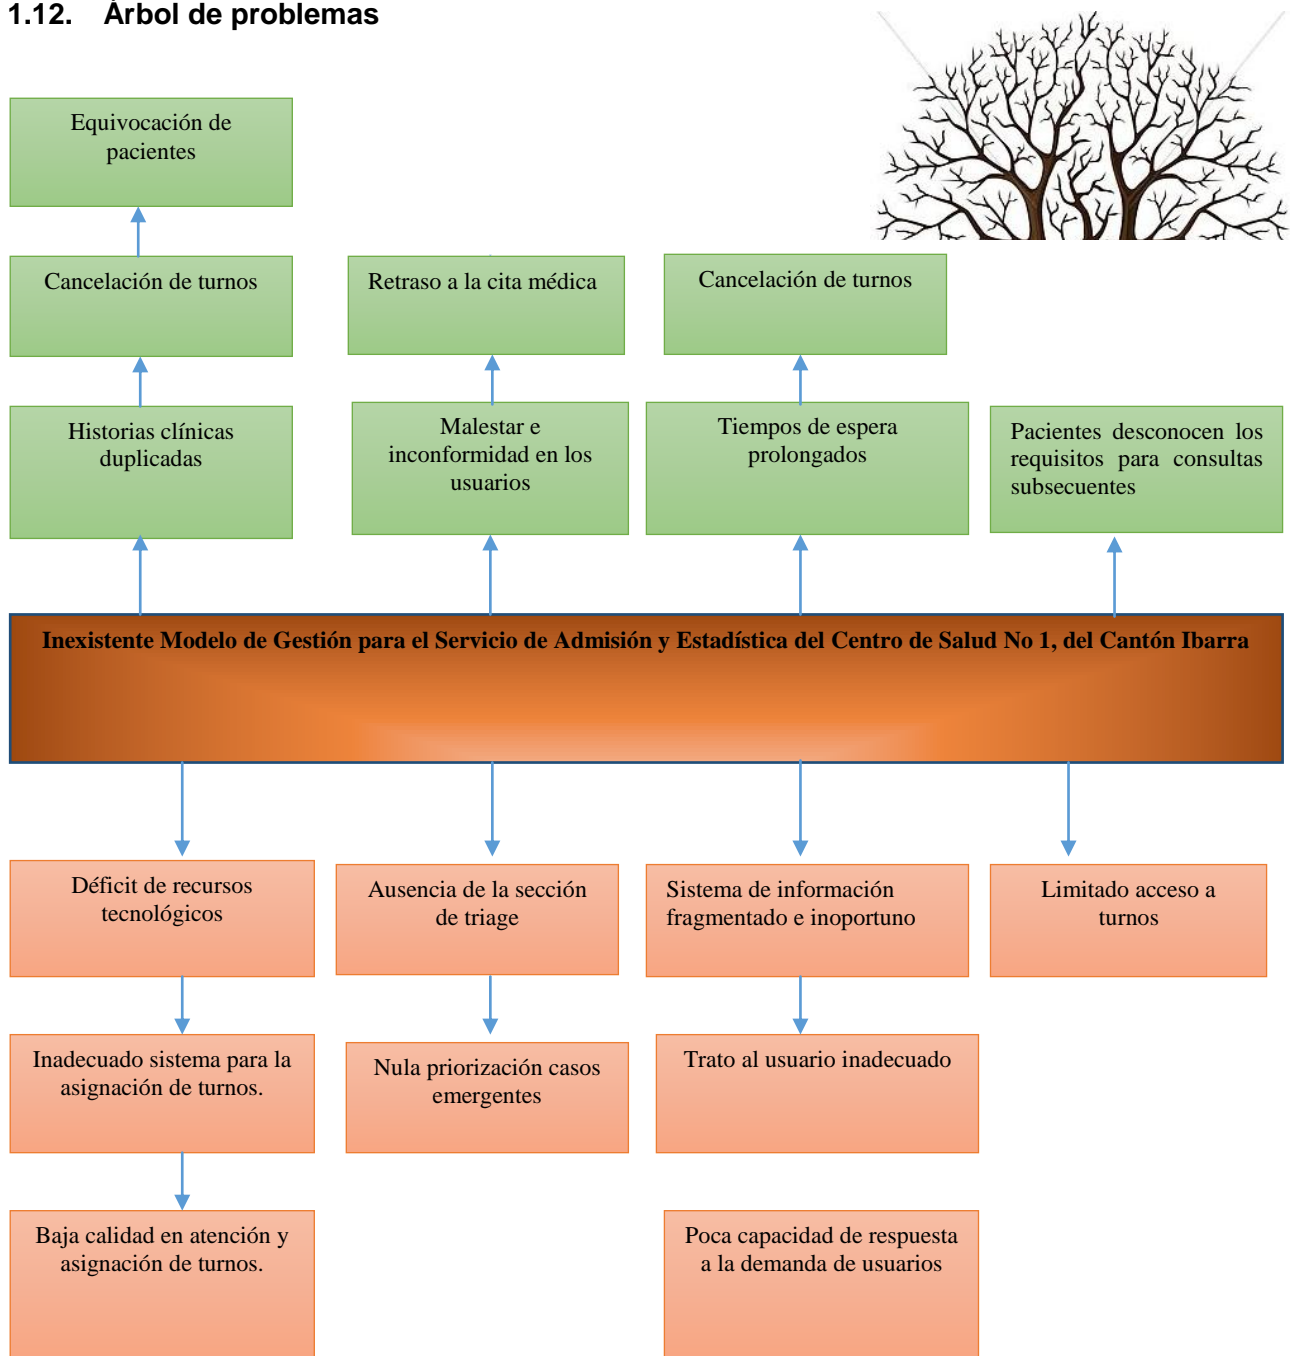 1.12. Árbol de problemas
Equivocación de
pacientes
Cancelación de turnos
Retraso a la cita médica
Cancelación de turnos
Historias clínicas
duplicadas
Malestar e
inconformidad en los
usuarios
Tiempos de espera
prolongados
Pacientes desconocen los
requisitos para consultas
subsecuentes
Inexistente Modelo de Gestión para el Servicio de Admisión y Estadística del Centro de Salud No 1, del Cantón Ibarra
Déficit de recursos
tecnológicos
Ausencia de la sección
de triage
Sistema de información
fragmentado e inoportuno
Limitado acceso a
turnos
Inadecuado sistema para la
asignación de turnos.
Nula priorización casos
emergentes
Trato al usuario inadecuado
Baja calidad en atención y
asignación de turnos.
Poca capacidad de respuesta
a la demanda de usuarios